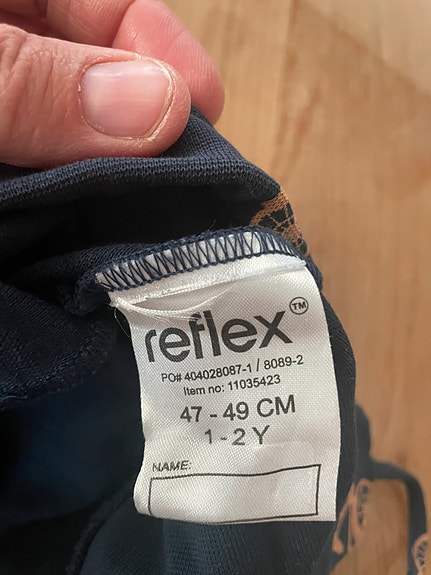 reflex™
PO# 404028087-1 / 8089-2
Item no: 11035423
47 - 49 CM
1 - 2 Y
NAME: